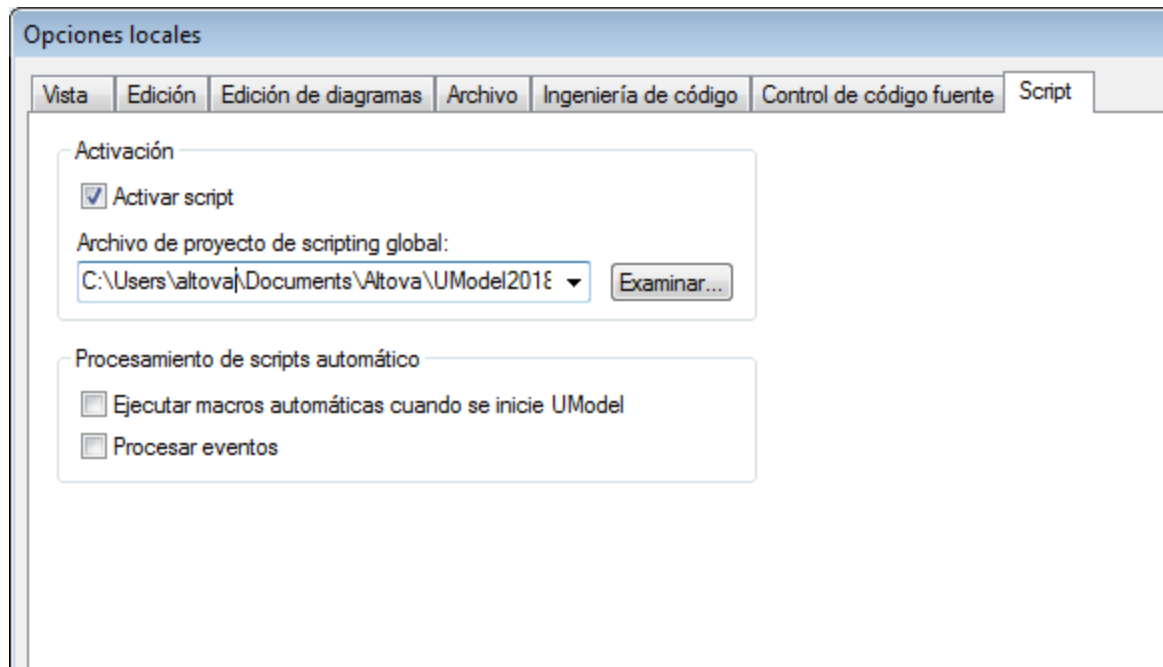 Opciones locales
Vista Edición Edición de diagramas Archivo Ingeniería de código Control de código fuente Script
Activación
Activar script
Archivo de proyecto de scripting global:
C:\Users\altova\Documents\Altova\UModel2018 Examinar...
Procesamiento de scripts automático
Ejecutar macros automáticas cuando se inicie UModel
Procesar eventos